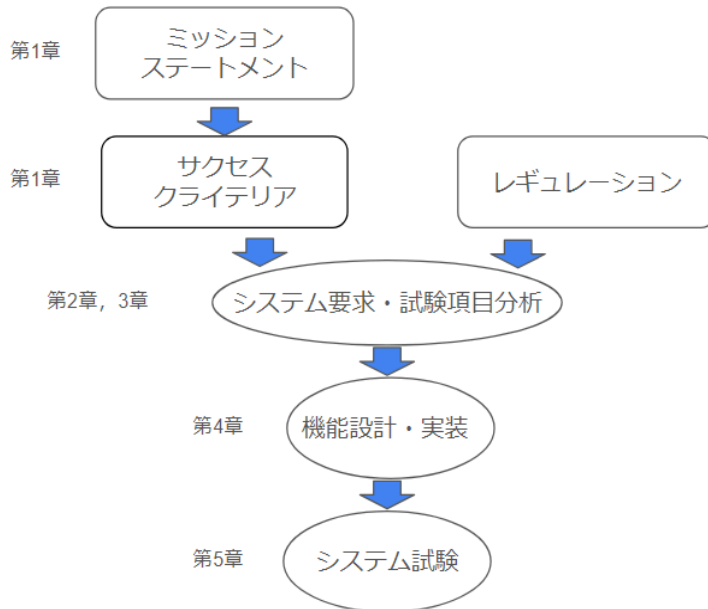 第1章
ミッション
ステートメント
第1章
サクセス
クライテリア
レギュレーション
第2章，3章
システム要求・試験項目分析
第4章
機能設計・実装
第5章
システム試験